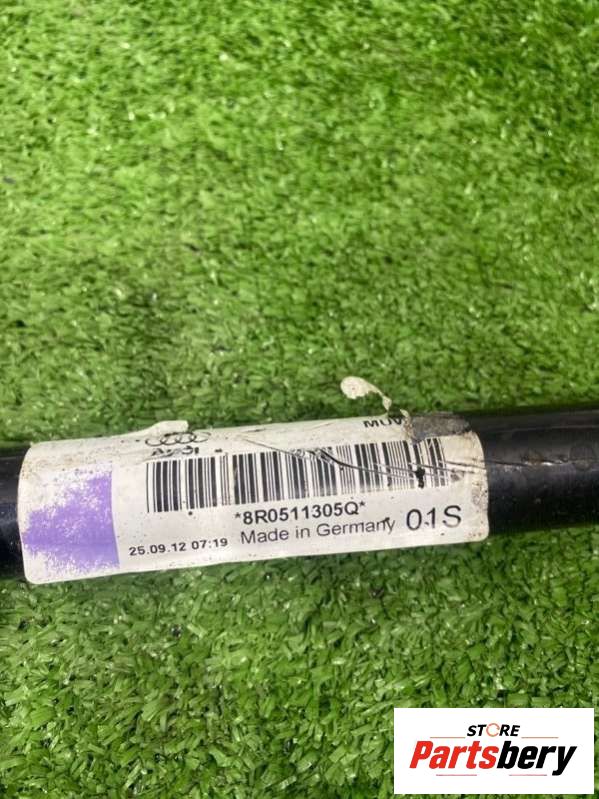 Audi
*8R0511305Q*
25.09.12 07:19 Made in Germany 01S
STORE
Partsbery